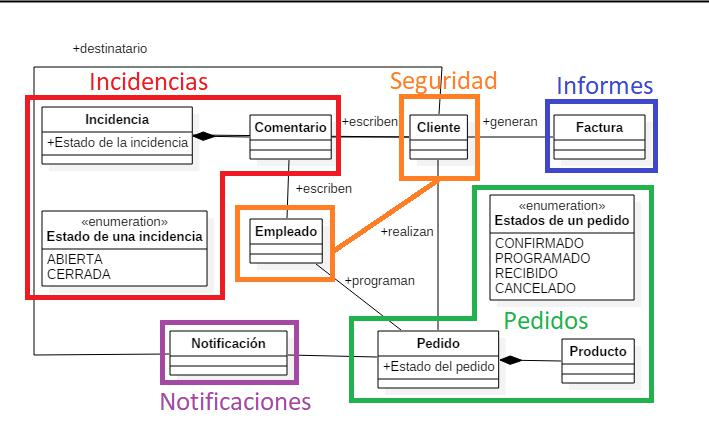 +destinatario
Incidencias
Seguridad
Informes
Incidencia
+Estado de la incidencia
Comentario
+escriben
Cliente
+generan
Factura
+escriben
«enumeration»
Estado de una incidencia
ABIERTA
CERRADA
Empleado
+realizan
«enumeration»
Estados de un pedido
CONFIRMADO
PROGRAMADO
RECIBIDO
CANCELADO
+programan
Pedidos
Notificación
Pedido
+Estado del pedido
Producto
Notificaciones